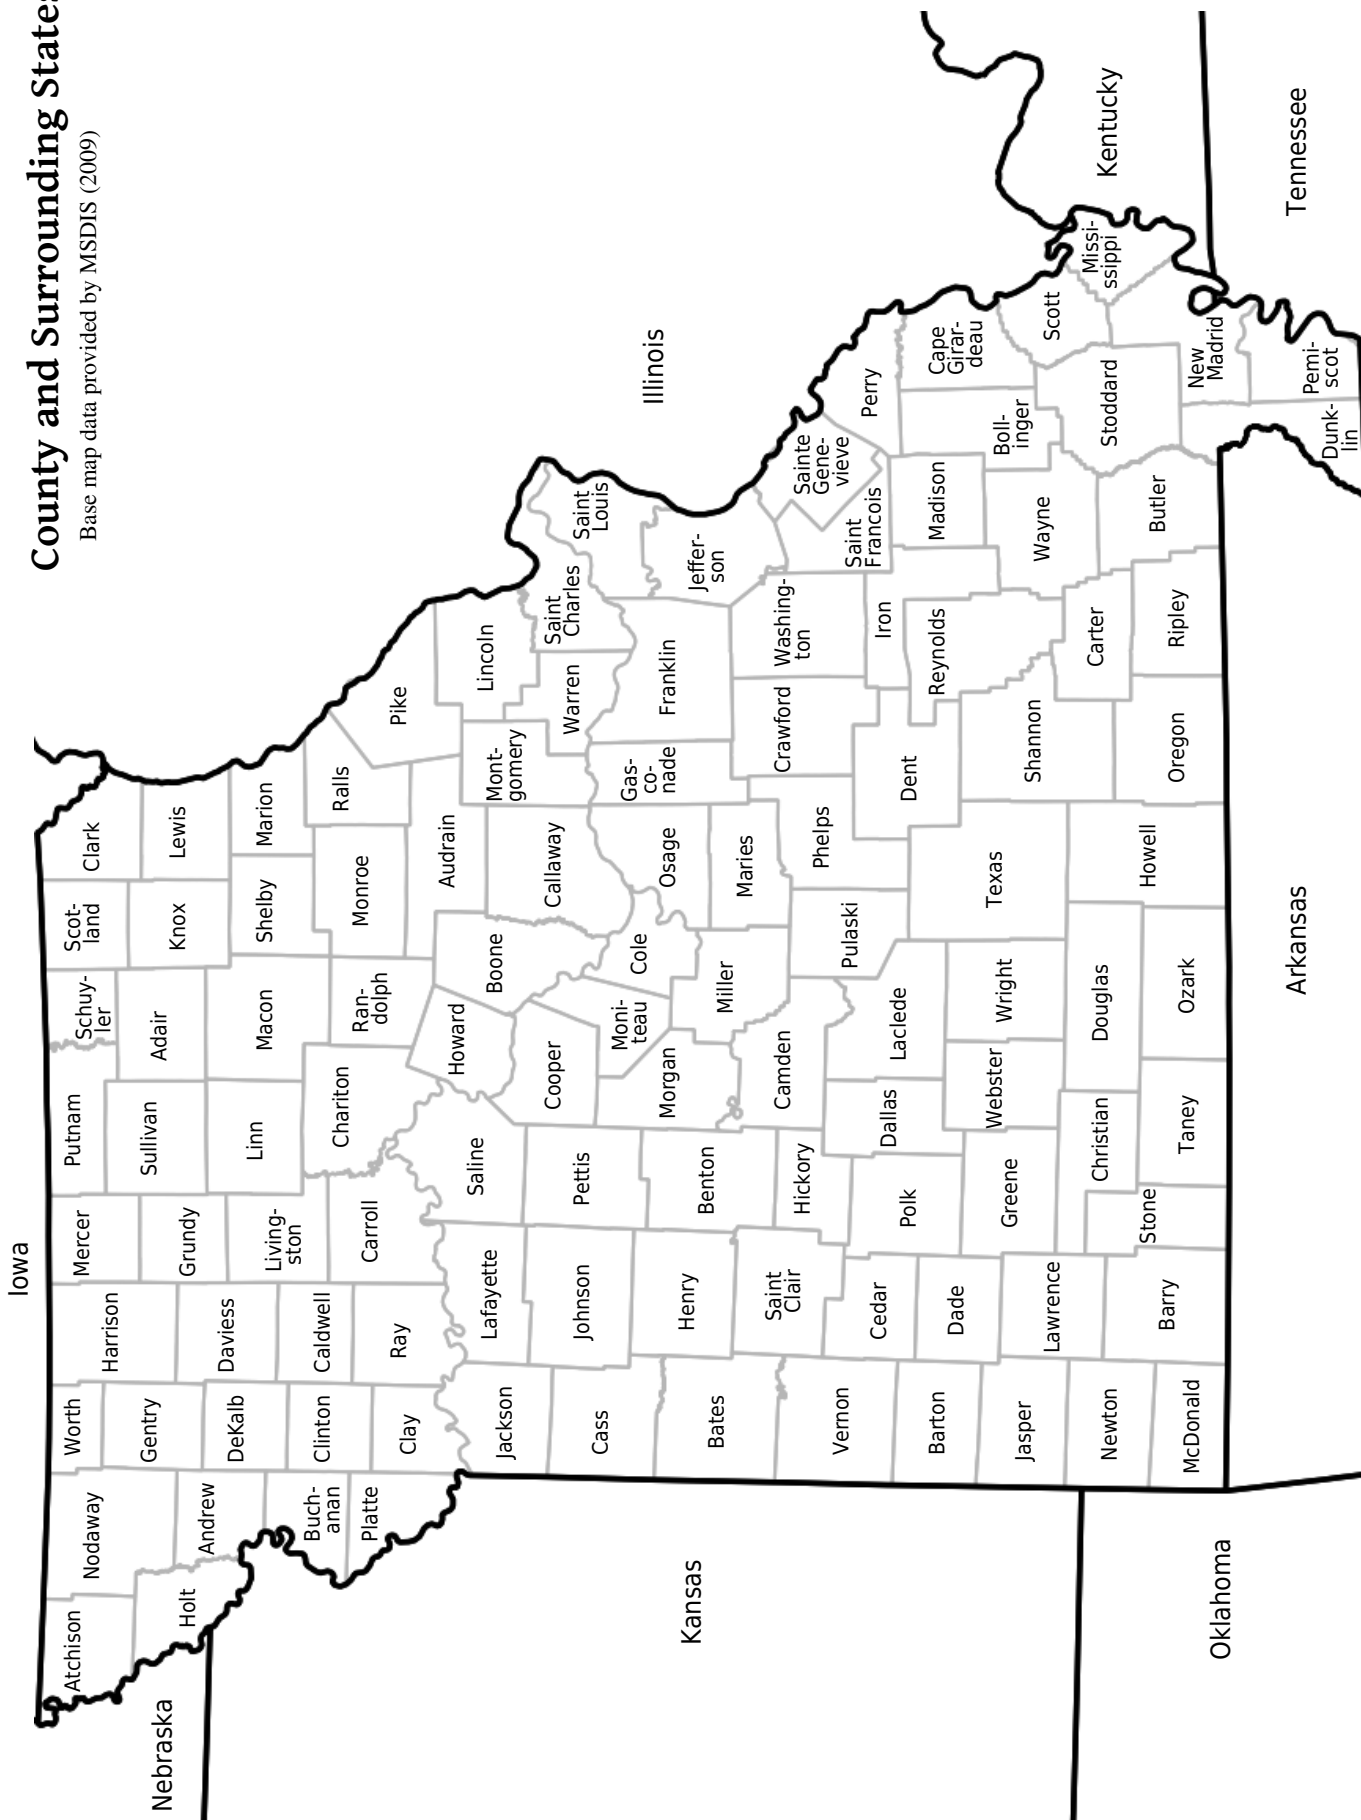 County and Surrounding States
Base map data provided by MSDIS (2009)
Iowa
Nebraska
Kansas
Oklahoma
Arkansas
Illinois
Kentucky
Tennessee
Atchison
Nodaway
Worth
Harrison
Mercer
Putnam
Schuy-
ler
Scot-
land
Clark
Holt
Andrew
Gentry
DeKalb
Daviess
Grundy
Sullivan
Adair
Knox
Lewis
Buch-
anan
Clinton
Caldwell
Living-
ston
Linn
Macon
Shelby
Marion
Platte
Clay
Ray
Carroll
Chariton
Ran-
dolph
Monroe
Ralls
Pike
Jackson
Lafayette
Saline
Howard
Boone
Audrain
Callaway
Mont-
gomery
Lincoln
Warren
Saint
Charles
Saint
Louis
Cass
Johnson
Pettis
Cooper
Moni-
teau
Cole
Osage
Gas-
co-
nade
Franklin
Jeffer-
son
Bates
Henry
Benton
Morgan
Miller
Maries
Crawford
Washing-
ton
Sainte
Gene-
vieve
Saint
Francois
Perry
Vernon
Saint
Clair
Hickory
Camden
Pulaski
Phelps
Dent
Iron
Madison
Boll-
inger
Cape
Girar-
deau
Barton
Cedar
Dade
Polk
Dallas
Laclede
Texas
Shannon
Reynolds
Wayne
Stoddard
Scott
Missi-
ssippi
Jasper
Lawrence
Greene
Webster
Wright
Carter
Butler
New
Madrid
Newton
McDonald
Barry
Stone
Christian
Taney
Douglas
Ozark
Howell
Oregon
Ripley
Dunk-
lin
Pemi-
scot